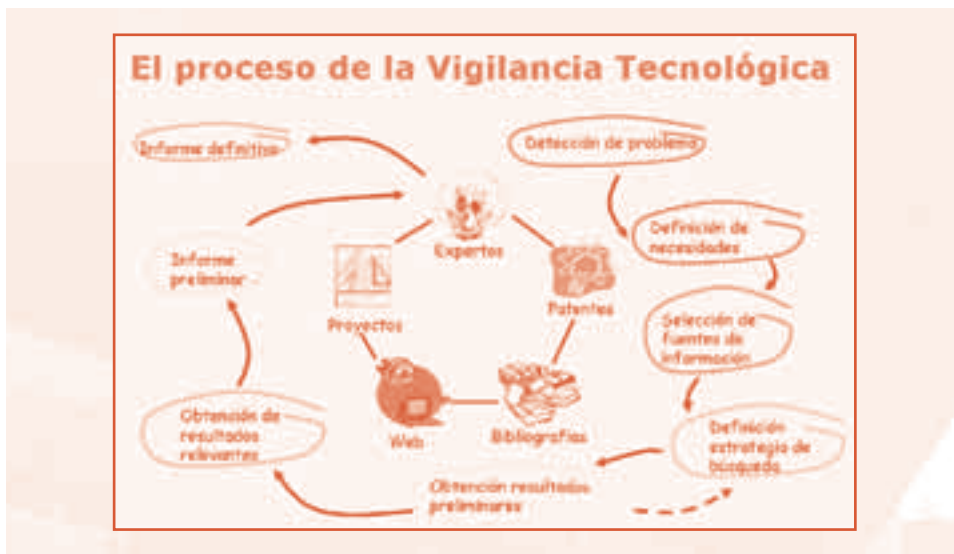 El proceso de la Vigilancia Tecnológica
Detección de problema
Definición de
necesidades
Selección de
fuentes de
información
Definición
estrategia de
búsqueda
Obtención resultados
preliminares
Obtención de
resultados
relevantes
Informe
preliminar
Informe definitivo
Expertos
Patentes
Bibliografías
Web
Proyectos